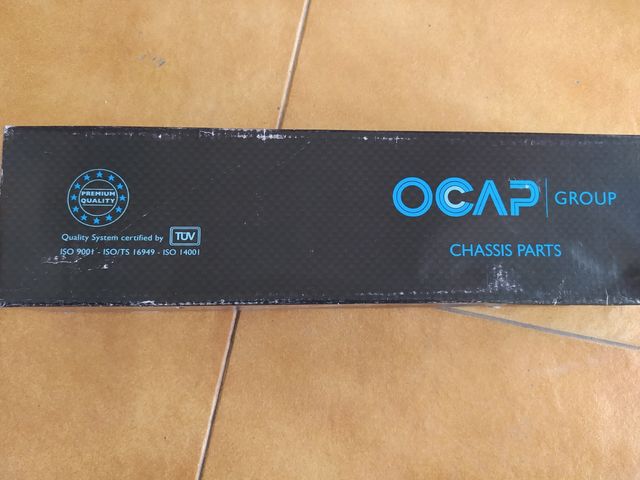 PREMIUM
QUALITY
Quality System certified by TÜV
ISO 9001 - ISO/TS 16949 - ISO 14001
OCAP GROUP
CHASSIS PARTS